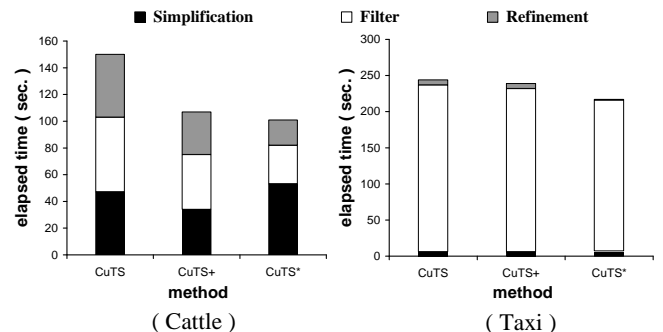 Simplification Filter Refinement
elapsed time ( sec. )
160
140
120
100
80
60
40
20
0
CuTS CuTS+ CuTS*
method
( Cattle )
elapsed time ( sec. )
300
250
200
150
100
50
0
CuTS CuTS+ CuTS*
method
( Taxi )